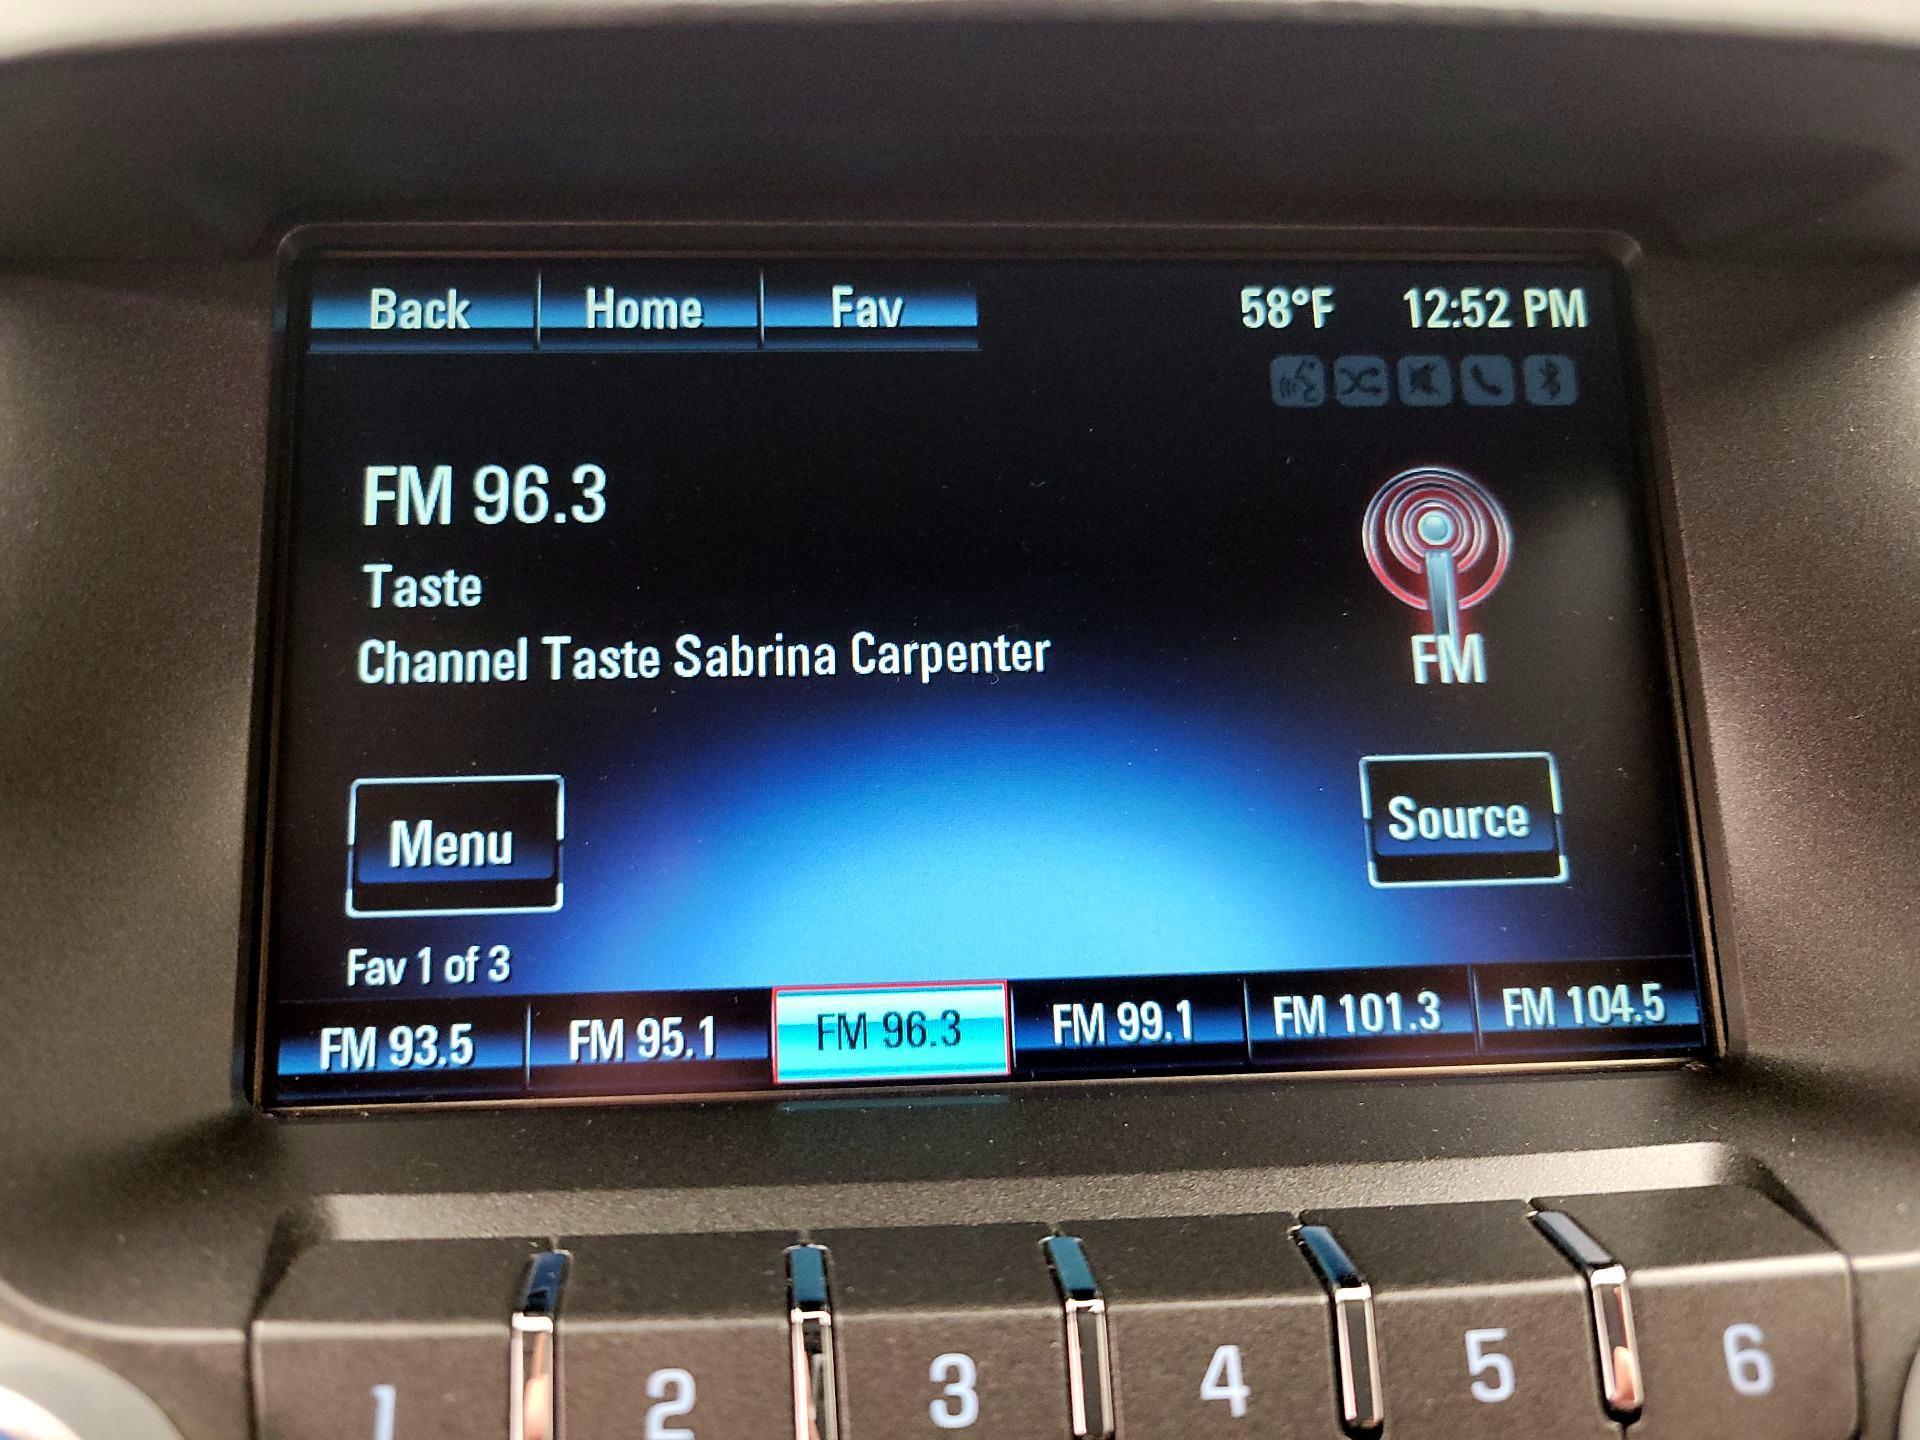 Back Home Fav 58°F 12:52 PM
FM 96.3
Taste
Channel Taste Sabrina Carpenter
FM
Menu Source
Fav 1 of 3
FM 93.5 FM 95.1 FM 96.3 FM 99.1 FM 101.3 FM 104.5
1 2 3 4 5 6